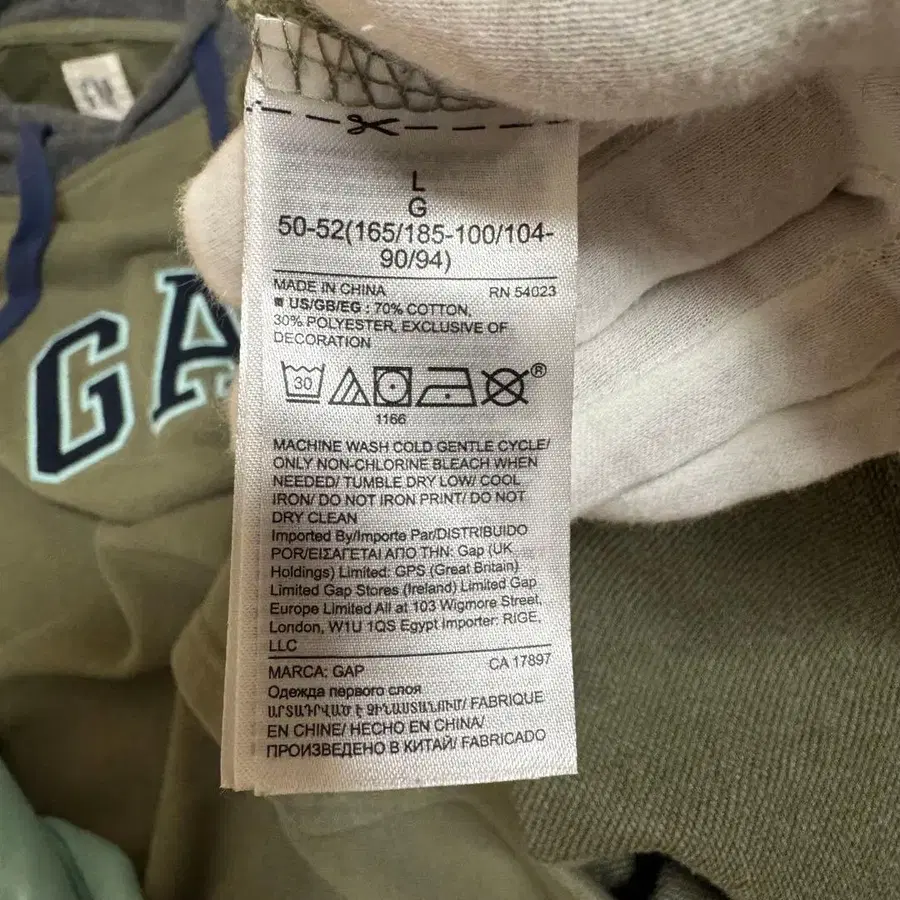 GA
L
G
50-52(165/185-100/104-
90/94)
MADE IN CHINA RN 54023
US/GB/EG : 70% COTTON,
30% POLYESTER, EXCLUSIVE OF
DECORATION
30
®
1166
MACHINE WASH COLD GENTLE CYCLE/
ONLY NON-CHLORINE BLEACH WHEN
NEEDED/ TUMBLE DRY LOW/ COOL
IRON/ DO NOT IRON PRINT/ DO NOT
DRY CLEAN
Imported By/Importe Par/DISTRIBUIDO
POR/ΕΙΣΑΓΕΤΑΙ ΑΠΟ ΤΗΝ: Gap (UK
Holdings) Limited: GPS (Great Britain)
Limited Gap Stores (Ireland) Limited Gap
Europe Limited All at 103 Wigmore Street,
London, W1U 1QS Egypt Importer: RIGE,
LLC
MARCA: GAP CA 17897
Одежда первого слоя
ԱՐՏԱԴՐՎԱԾ Է ՉԻՆԱՍՏԱՆՈՒՄ/ FABRIQUE
EN CHINE/ HECHO EN CHINA/
ПРОИЗВЕДЕНО В КИТАЙ/ FABRICADO